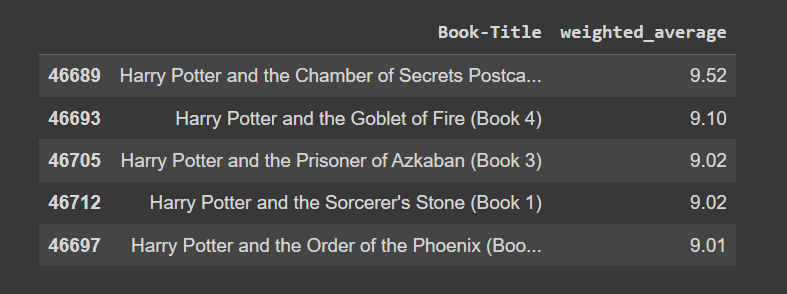 Book-Title weighted_average
46689 Harry Potter and the Chamber of Secrets Postca... 9.52
46693 Harry Potter and the Goblet of Fire (Book 4) 9.10
46705 Harry Potter and the Prisoner of Azkaban (Book 3) 9.02
46712 Harry Potter and the Sorcerer's Stone (Book 1) 9.02
46697 Harry Potter and the Order of the Phoenix (Boo... 9.01